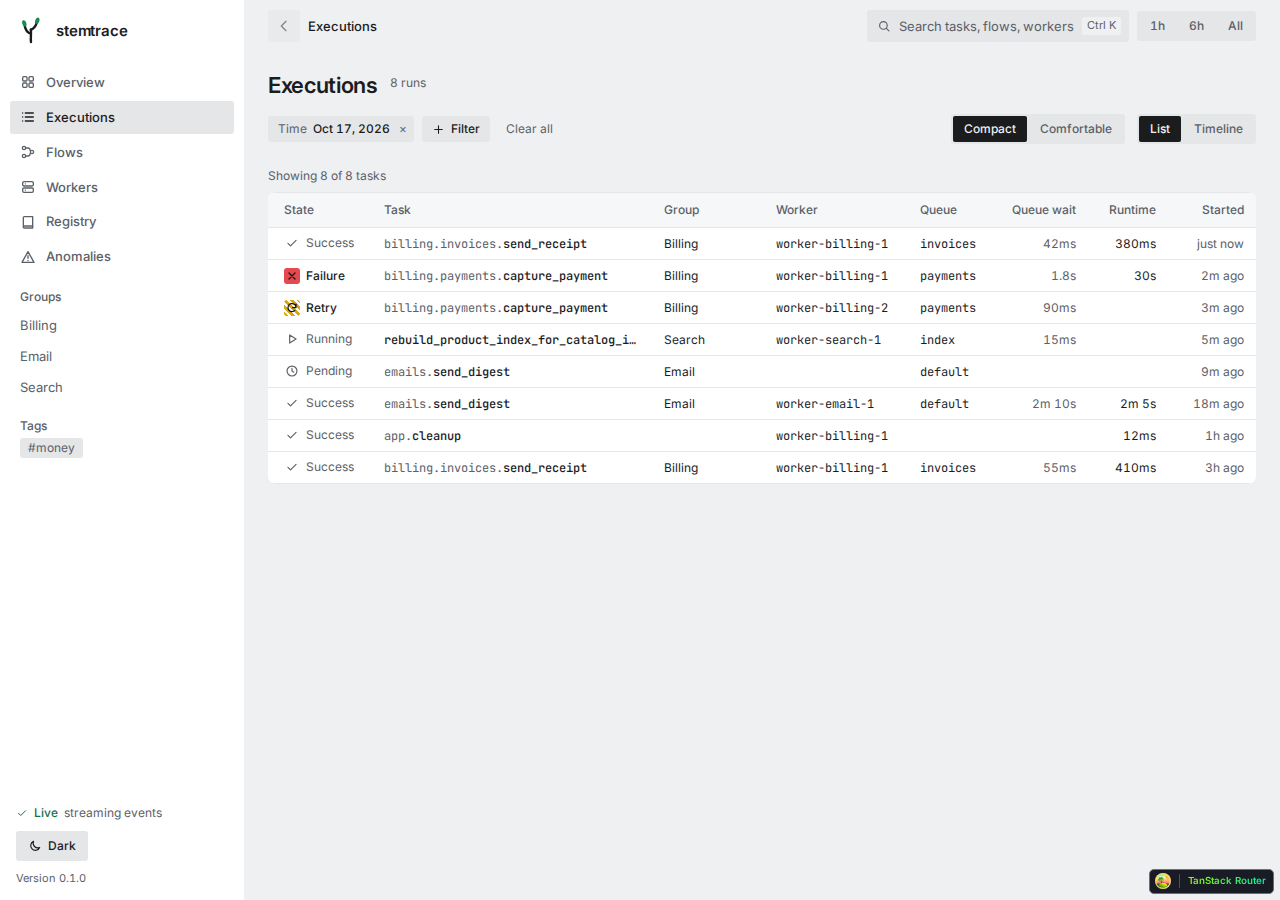 stemtrace
Overview
Executions
Flows
Workers
Registry
Anomalies
Groups
Billing
Email
Search
Tags
#money
Live streaming events
Dark
Version 0.1.0
Executions
Search tasks, flows, workers Ctrl K
1h 6h All
Executions 8 runs
Time Oct 17, 2026 × + Filter Clear all
Compact Comfortable List Timeline
Showing 8 of 8 tasks
State Task Group Worker Queue Queue wait Runtime Started
Success billing.invoices.send_receipt Billing worker-billing-1 invoices 42ms 380ms just now
Failure billing.payments.capture_payment Billing worker-billing-1 payments 1.8s 30s 2m ago
Retry billing.payments.capture_payment Billing worker-billing-2 payments 90ms 3m ago
Running rebuild_product_index_for_catalog_i… Search worker-search-1 index 15ms 5m ago
Pending emails.send_digest Email default 9m ago
Success emails.send_digest Email worker-email-1 default 2m 10s 2m 5s 18m ago
Success app.cleanup worker-billing-1 12ms 1h ago
Success billing.invoices.send_receipt Billing worker-billing-1 invoices 55ms 410ms 3h ago
TanStack Router